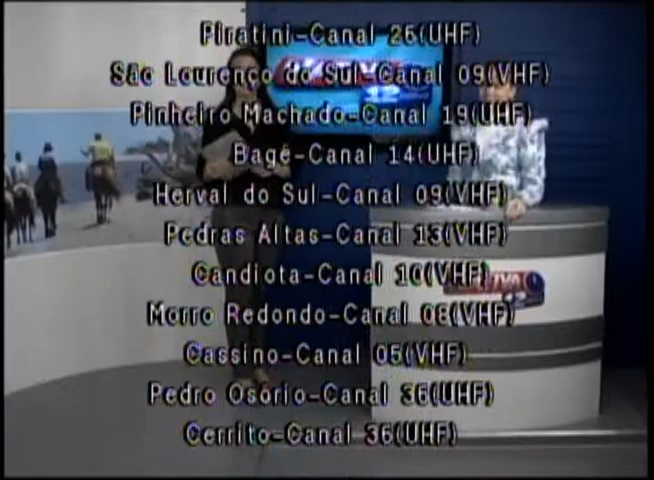 Piratini-Canal 26(UHF)
São Lourenço do Sul-Canal 09(VHF)
Pinheiro Machado-Canal 19(UHF)
Bagé-Canal 14(UHF)
Herval do Sul-Canal 09(VHF)
Pedras Altas-Canal 13(VHF)
Candiota-Canal 10(VHF)
Morro Redondo-Canal 08(VHF)
Cassino-Canal 05(VHF)
Pedro Osório-Canal 36(UHF)
Cerrito-Canal 36(UHF)
12
12